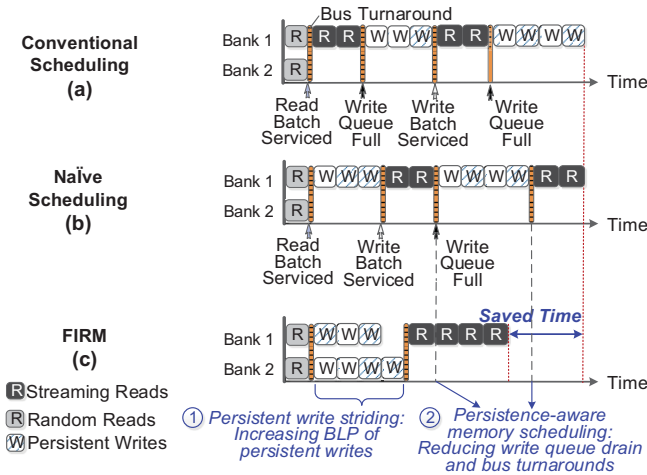 Bus Turnaround
Conventional
Scheduling
(a)
Bank 1
R R R W W W R R W W W W
Bank 2
R
Time
Read
Batch
Serviced
Write
Queue
Full
Write
Batch
Serviced
Write
Queue
Full
NaÏve
Scheduling
(b)
Bank 1
R W W W R R W W W W R R
Bank 2
R
Time
Read
Batch
Serviced
Write
Batch
Serviced
Write
Queue
Full
FIRM
(c)
Saved Time
Bank 1
R W W W R R R R
Bank 2
R W W W W
Time
R Streaming Reads
R Random Reads
W Persistent Writes
1 Persistent write striding:
Increasing BLP of
persistent writes
2 Persistence-aware
memory scheduling:
Reducing write queue drain
and bus turnarounds